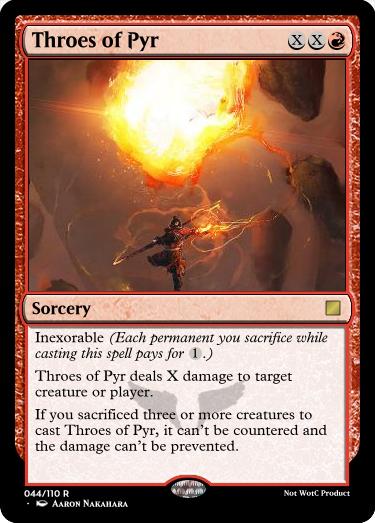 Throes of Pyr X X
Sorcery
Inexorable (Each permanent you sacrifice while
casting this spell pays for 1.)
Throes of Pyr deals X damage to target
creature or player.
If you sacrificed three or more creatures to
cast Throes of Pyr, it can't be countered and
the damage can't be prevented.
044/110 R Not WotC Product
Aaron Nakahara